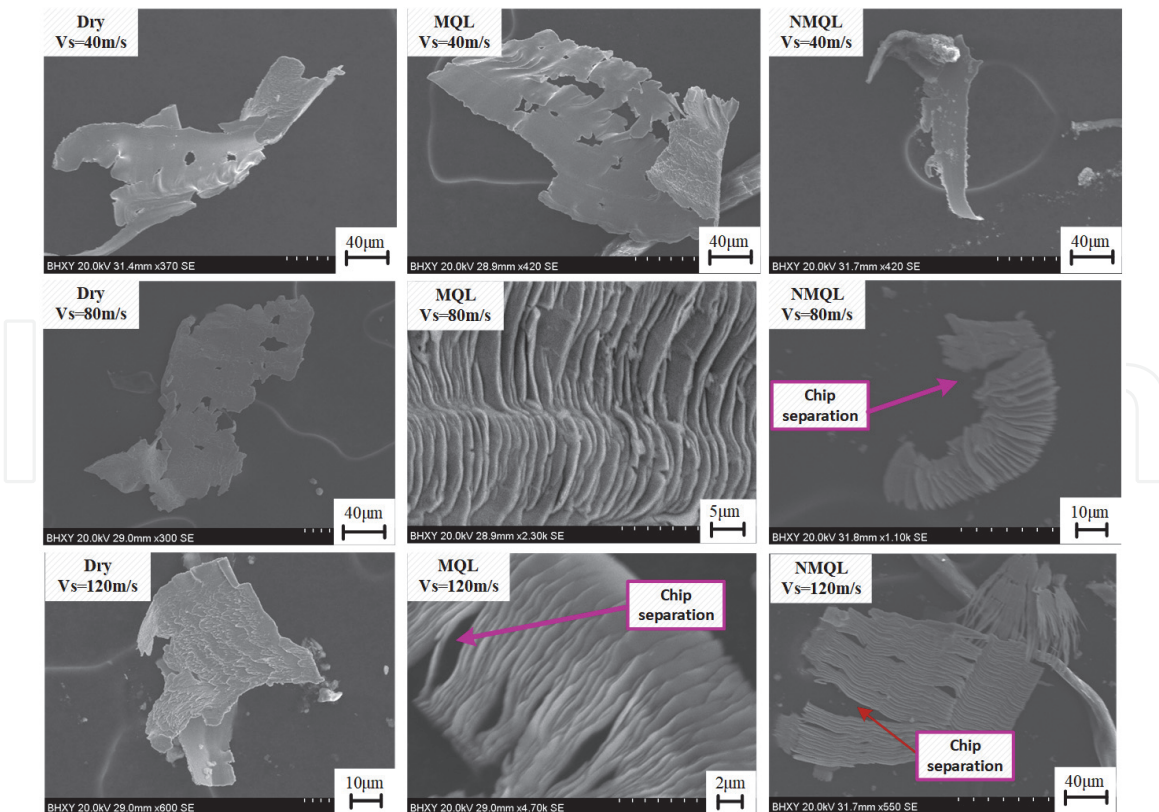 Dry
Vs=40m/s
40μm
BHXY 20.0kV 31.4mm x370 SE
MQL
Vs=40m/s
40μm
BHXY 20.0kV 28.9mm x420 SE
NMQL
Vs=40m/s
40μm
BHXY 20.0kV 31.7mm x420 SE
Dry
Vs=80m/s
40μm
BHXY 20.0kV 29.0mm x300 SE
MQL
Vs=80m/s
5μm
BHXY 20.0kV 28.9mm x2.30k SE
NMQL
Vs=80m/s
Chip
separation
10μm
BHXY 20.0kV 31.8mm x1.10k SE
Dry
Vs=120m/s
10μm
BHXY 20.0kV 29.0mm x600 SE
MQL
Vs=120m/s
Chip
separation
2μm
BHXY 20.0kV 29.0mm x4.70k SE
NMQL
Vs=120m/s
Chip
separation
40μm
BHXY 20.0kV 31.7mm x550 SE